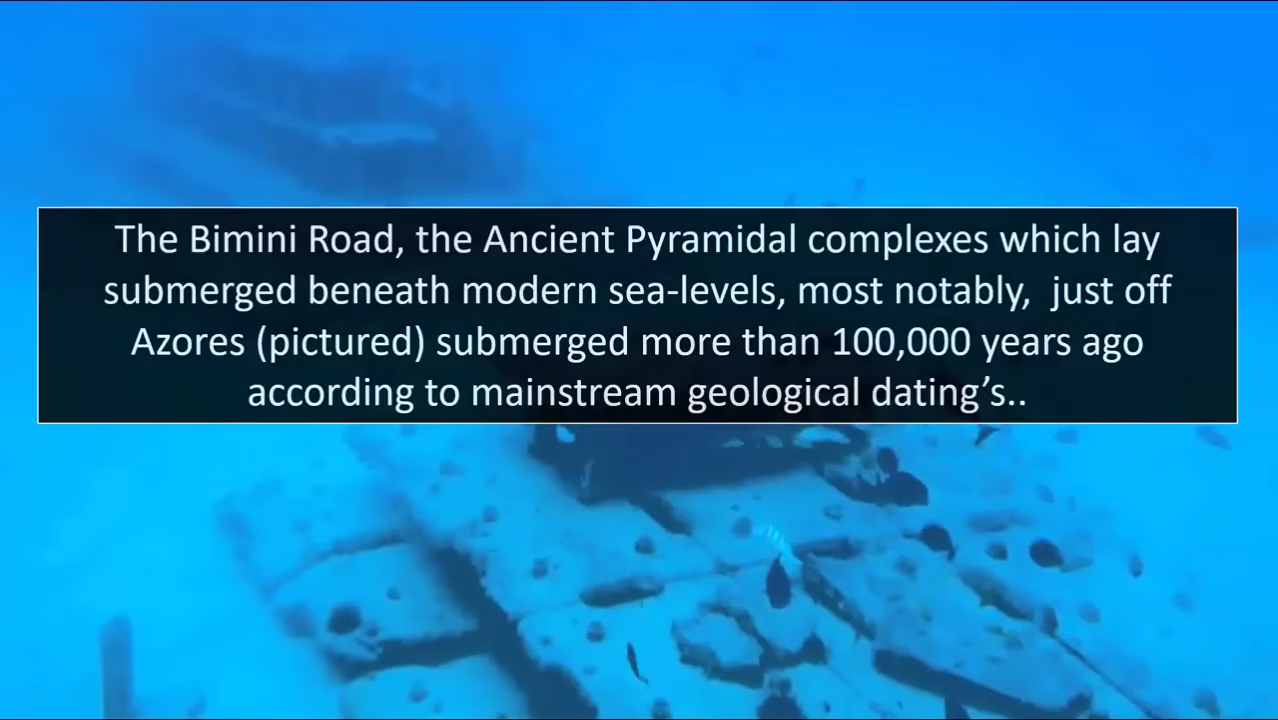 The Bimini Road, the Ancient Pyramidal complexes which lay
submerged beneath modern sea-levels, most notably,  just off
Azores (pictured) submerged more than 100,000 years ago
according to mainstream geological dating’s..